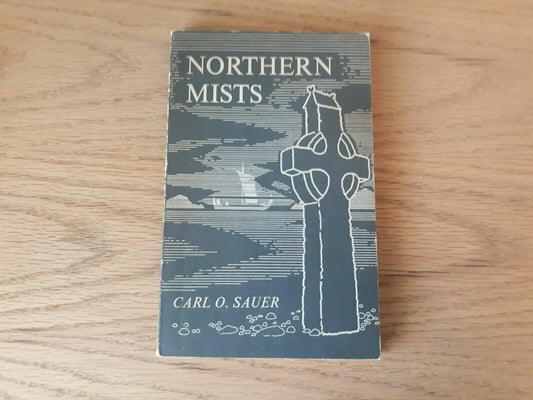 NORTHERN
MISTS
CARL O. SAUER